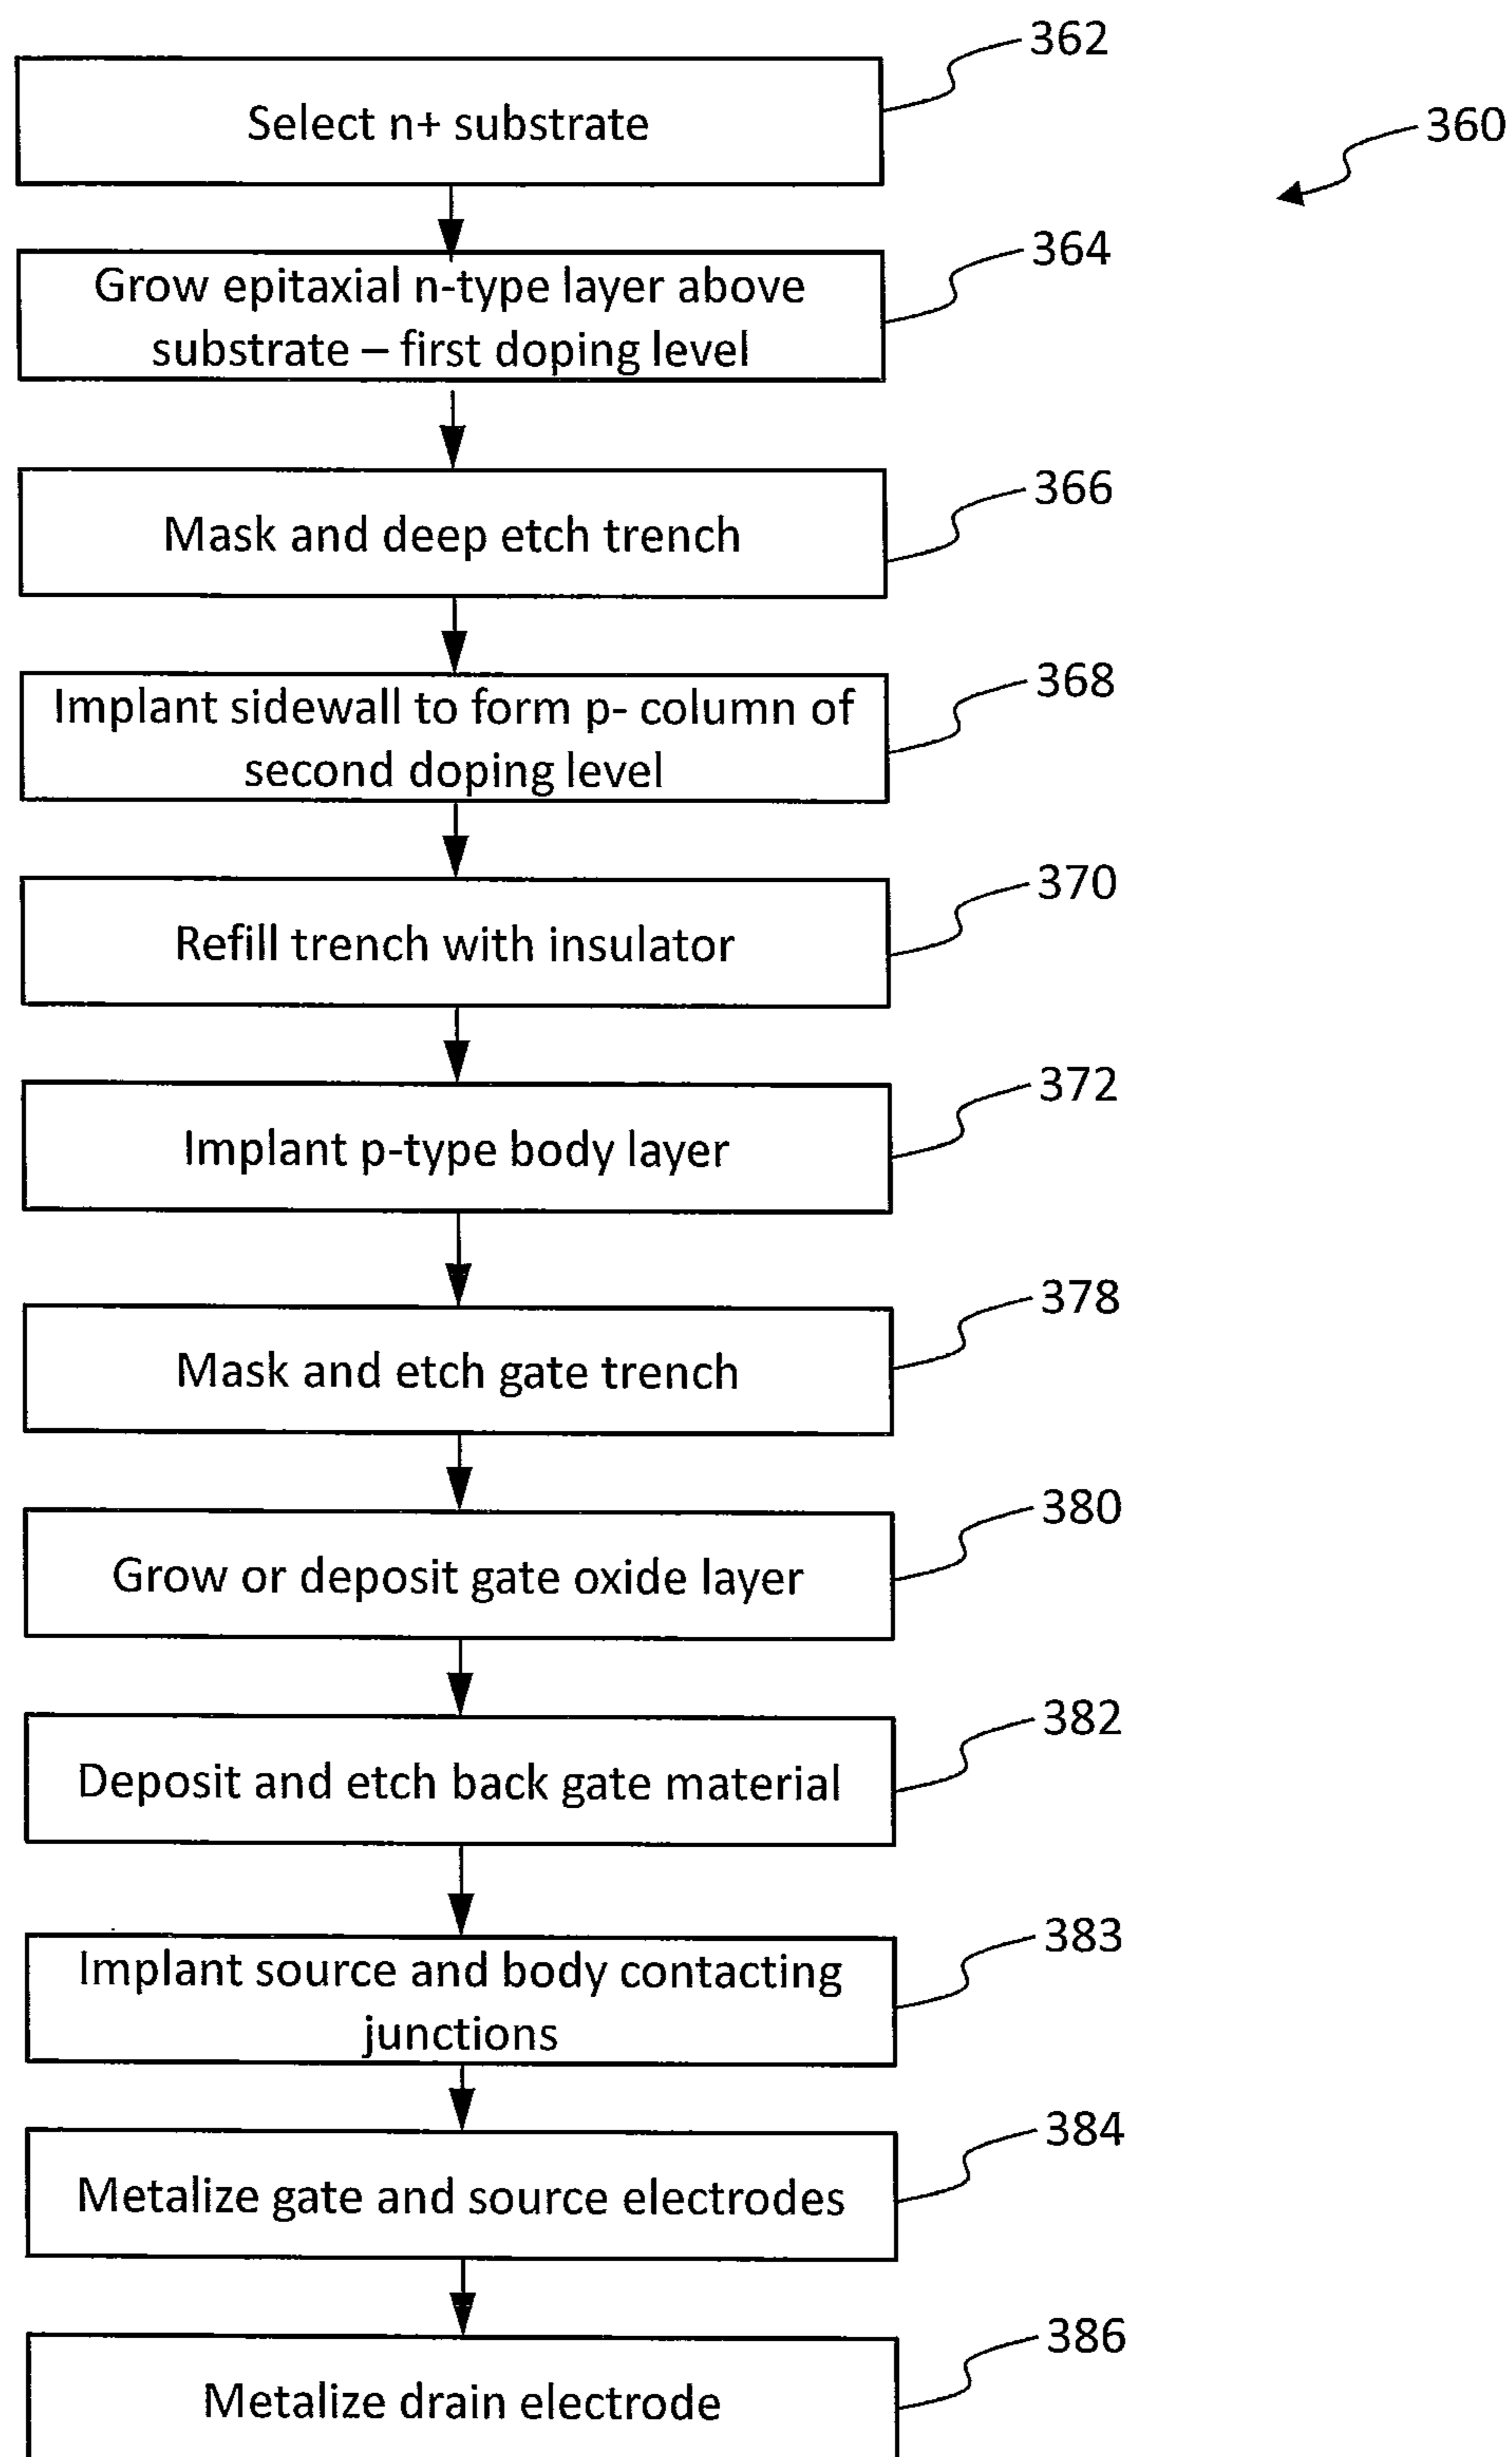 362
Select n+ substrate
360
364
Grow epitaxial n-type layer above
substrate – first doping level
366
Mask and deep etch trench
368
Implant sidewall to form p- column of
second doping level
370
Refill trench with insulator
372
Implant p-type body layer
378
Mask and etch gate trench
380
Grow or deposit gate oxide layer
382
Deposit and etch back gate material
383
Implant source and body contacting
junctions
384
Metalize gate and source electrodes
386
Metalize drain electrode